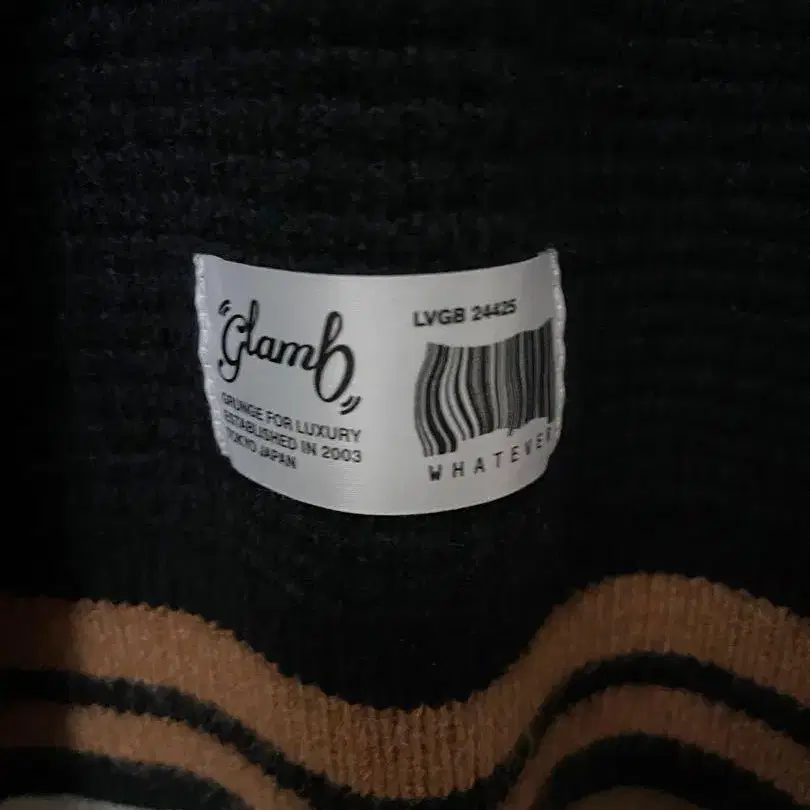 "Glamb"
GRUNGE FOR LUXURY
ESTABLISHED IN 2003
TOKYO JAPAN
LVGB 24425
WHATEVER